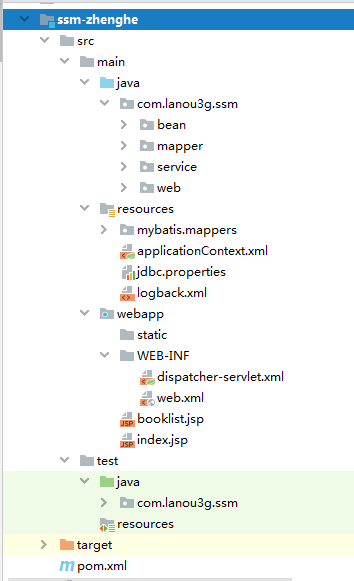 ssm-zhenghe
src
main
java
com.lanou3g.ssm
bean
mapper
service
web
resources
mybatis.mappers
applicationContext.xml
jdbc.properties
logback.xml
webapp
static
WEB-INF
dispatcher-servlet.xml
web.xml
booklist.jsp
index.jsp
test
java
com.lanou3g.ssm
resources
target
pom.xml